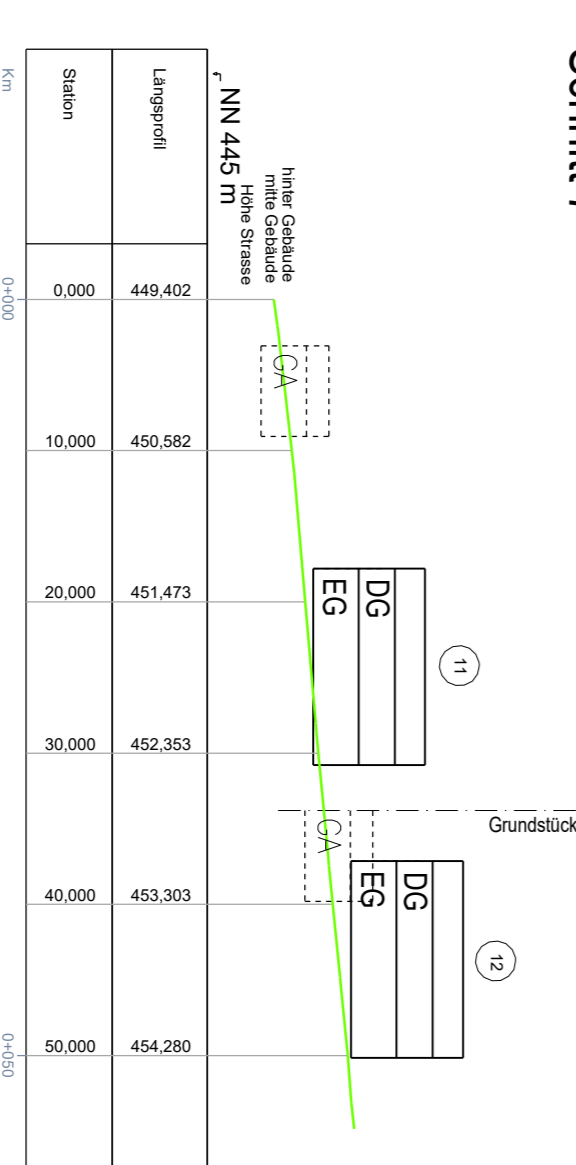 NN 445 m
hinter Gebäude
mitte Gebäude
Höhe Strasse
Längsprofil
Station
Km
0,000
449,402
0+000
GA
10,000
450,582
20,000
451,473
EG
DG
11
30,000
452,353
Grundstück
GA
40,000
453,303
EG
DG
12
50,000
454,280
0+050